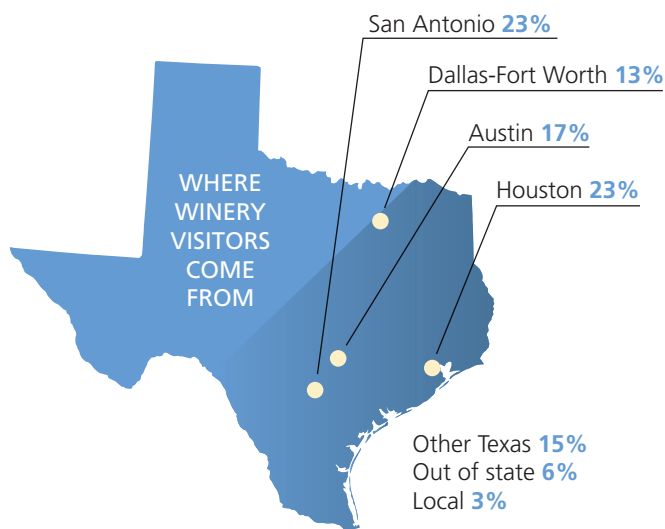 San Antonio 23%
Dallas-Fort Worth 13%
Austin 17%
Houston 23%
WHERE
WINERY
VISITORS
COME
FROM
Other Texas 15%
Out of state 6%
Local 3%